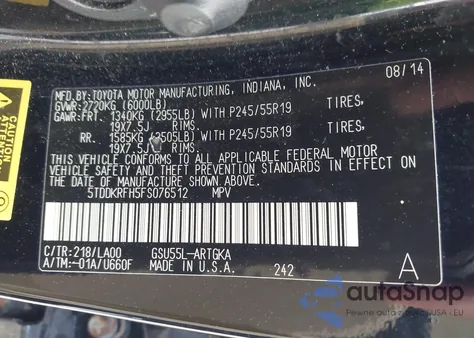 MFD. BY: TOYOTA MOTOR MANUFACTURING, INDIANA, INC. 08/14
GVWR: 2720KG (6000LB)
GAWR: FRT. 1340KG (2955LB) WITH P245/55R19 TIRES,
19X7.5J RIMS
RR. 1585KG (3500LB) WITH P245/55R19 TIRES,
19X7.5J RIMS
THIS VEHICLE CONFORMS TO ALL APPLICABLE FEDERAL MOTOR
VEHICLE SAFETY AND THEFT PREVENTION STANDARDS IN EFFECT
ON THE DATE OF MANUFACTURE SHOWN ABOVE.
5TDDKRFH5FS076512 MPV
C/TR: 218/LA00 GSU55L-ARTGKA
A/TM: -01A/U660F MADE IN U.S.A. 242 A
CAUTION
autoSnap